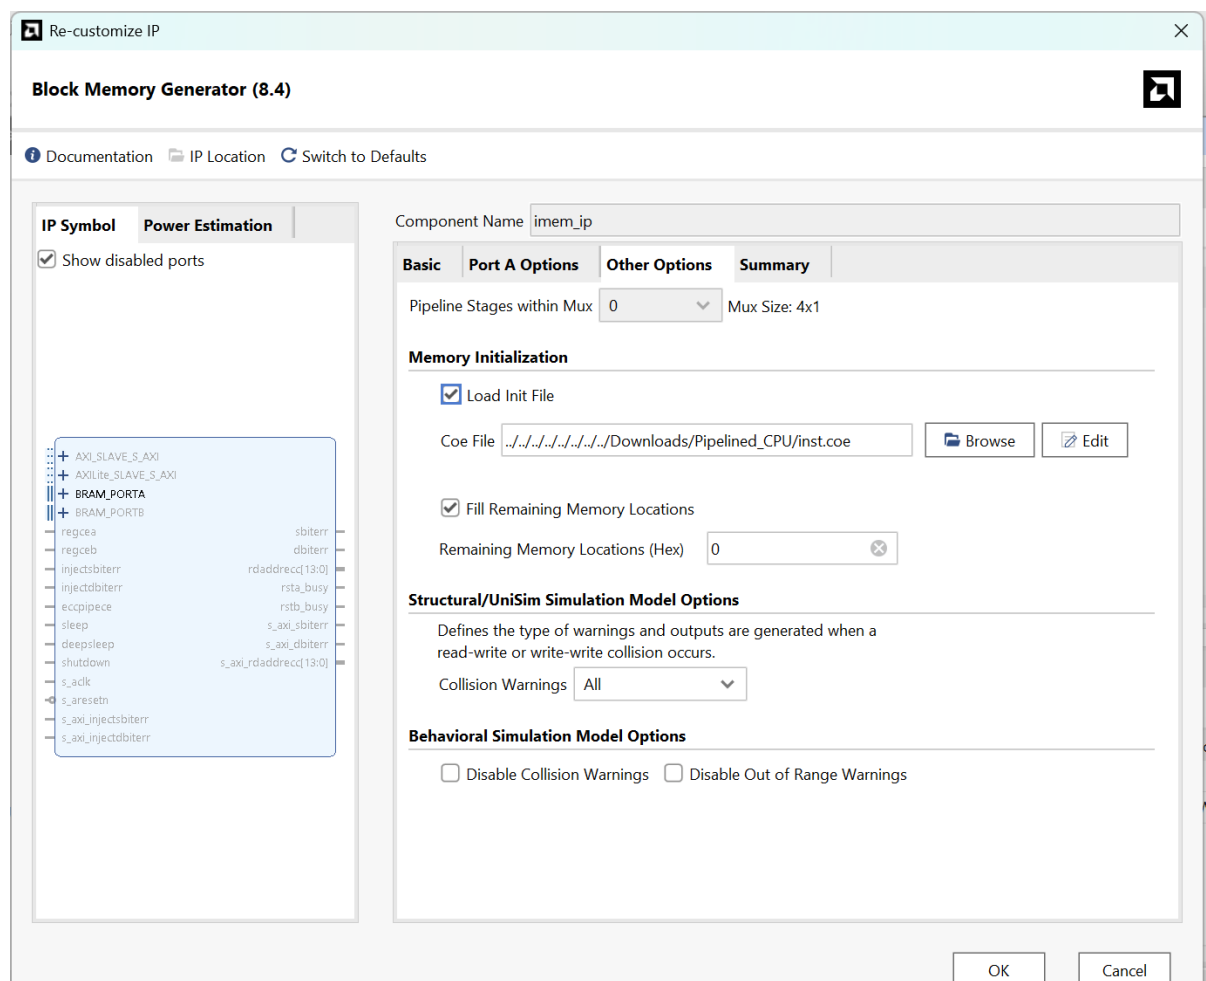 Re-customize IP
Block Memory Generator (8.4)
Documentation IP Location Switch to Defaults
IP Symbol Power Estimation
Show disabled ports
AXI_SLAVE_S_AXI
AXILite_SLAVE_S_AXI
BRAM_PORTA
BRAM_PORTB
regcea sbiterr
regceb dbiterr
injectsbiterr rdaddrecc[13:0]
injectdbiterr rsta_busy
eccpipece rstb_busy
sleep s_axi_sbiterr
deepsleep s_axi_dbiterr
shutdown s_axi_rdaddrecc[13:0]
s_aclk
s_aresetn
s_axi_injectsbiterr
s_axi_injectdbiterr
Component Name imem_ip
Basic Port A Options Other Options Summary
Pipeline Stages within Mux 0 Mux Size: 4x1
Memory Initialization
Load Init File
Coe File ../../../../../../../../Downloads/Pipelined_CPU/inst.coe Browse Edit
Fill Remaining Memory Locations
Remaining Memory Locations (Hex) 0
Structural/UniSim Simulation Model Options
Defines the type of warnings and outputs are generated when a
read-write or write-write collision occurs.
Collision Warnings All
Behavioral Simulation Model Options
Disable Collision Warnings Disable Out of Range Warnings
OK Cancel